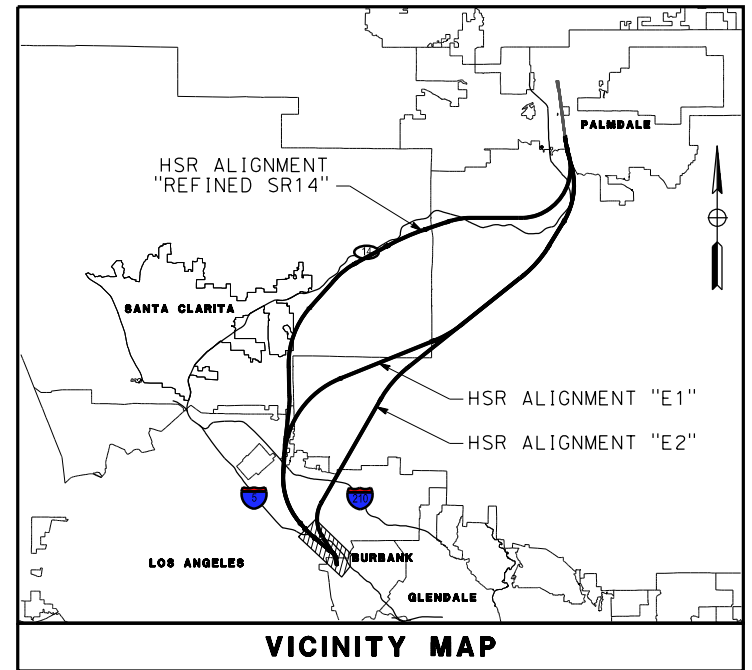 PALMDALE
HSR ALIGNMENT
"REFINED SR14"
14
SANTA CLARITA
HSR ALIGNMENT "E1"
HSR ALIGNMENT "E2"
5
210
LOS ANGELES
BURBANK
GLENDALE
VICINITY MAP